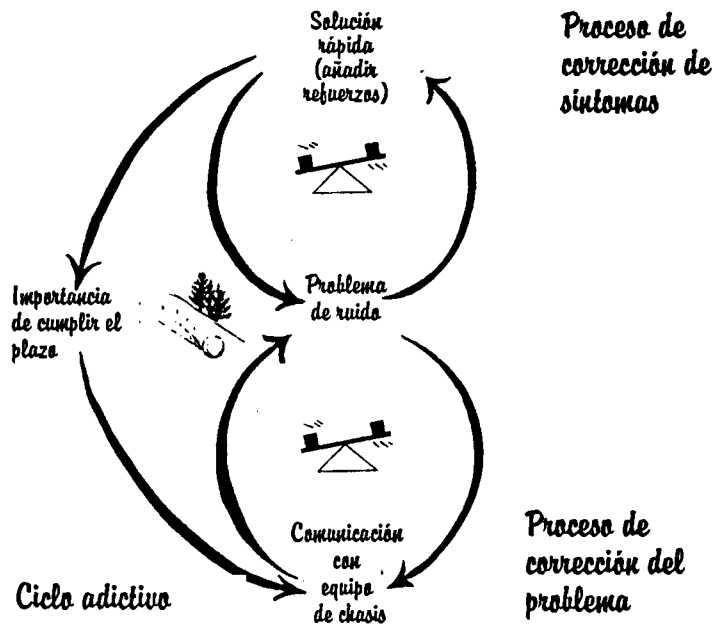 Solución
rápida
(añadir
refuerzos)
Proceso de
corrección de
síntomas
Importancia
de cumplir el
plazo
Problema
de ruido
Comunicación
con
equipo
de chasis
Proceso de
corrección del
problema
Ciclo adictivo